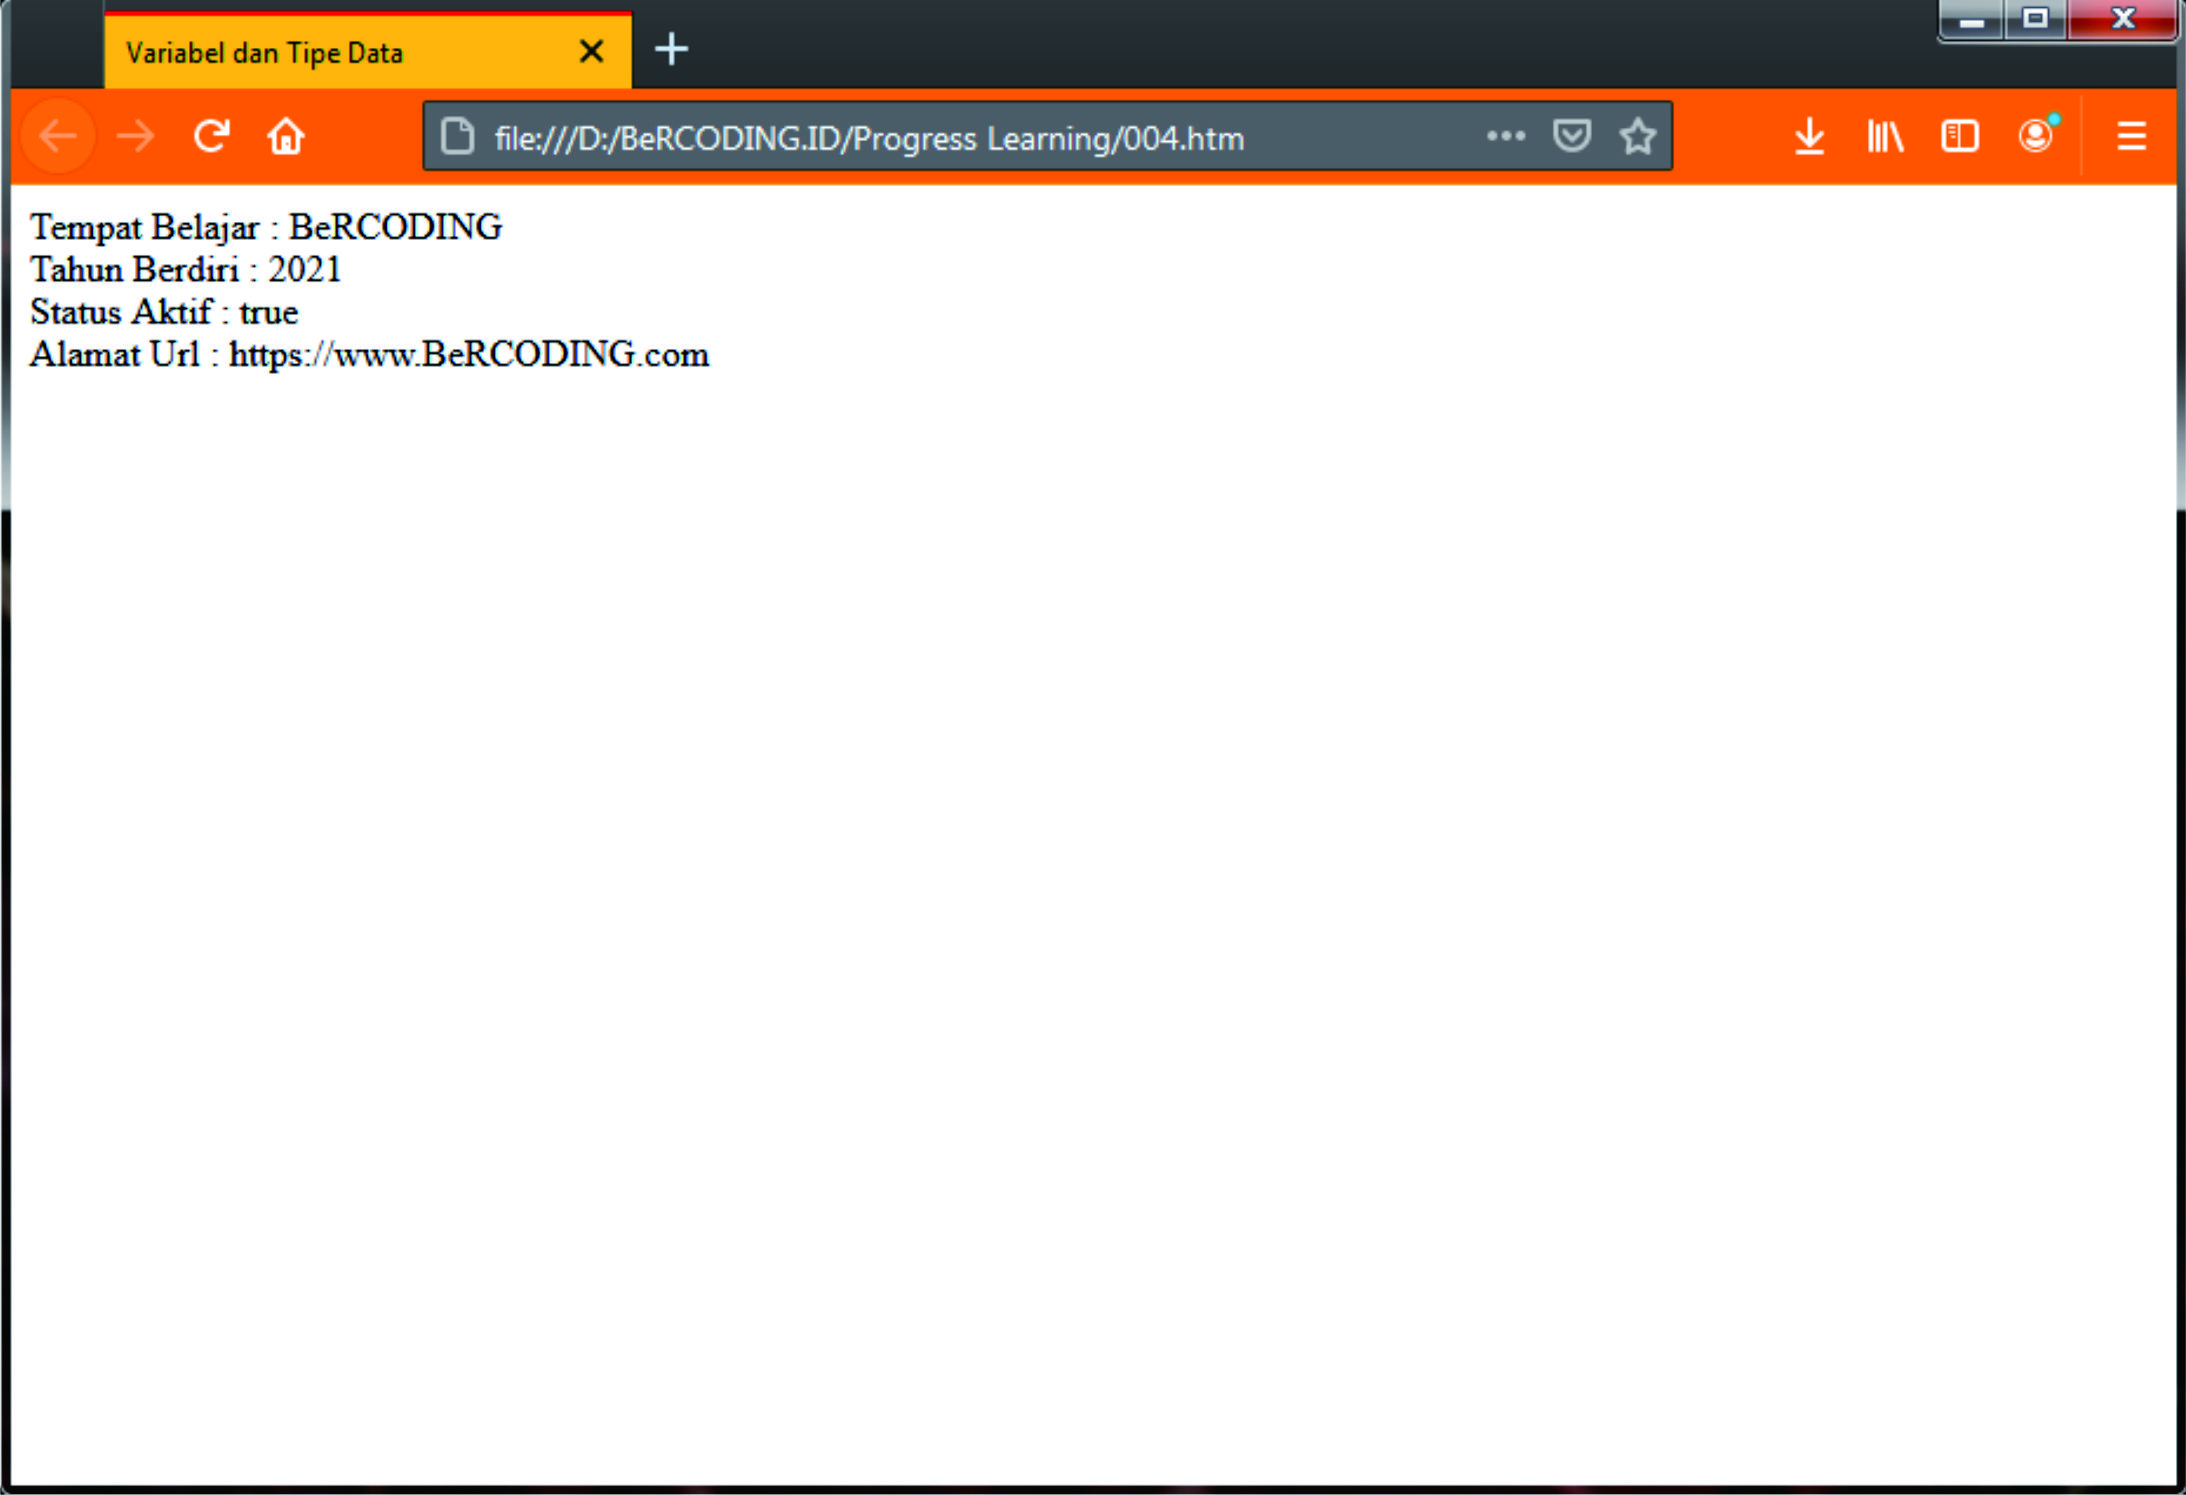 Variabel dan Tipe Data
file:///D:/BeRCODING.ID/Progress Learning/004.htm
Tempat Belajar : BeRCODING
Tahun Berdiri : 2021
Status Aktif : true
Alamat Url : https://www.BeRCODING.com